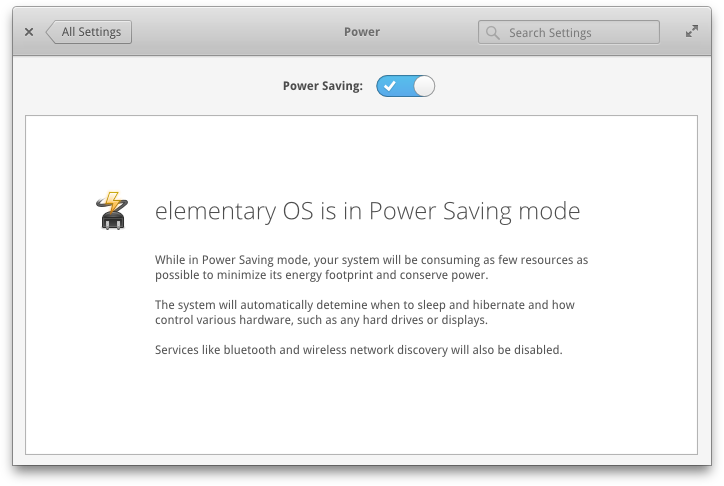 All Settings
Power
Search Settings
Power Saving:
elementary OS is in Power Saving mode
While in Power Saving mode, your system will be consuming as few resources as
possible to minimize its energy footprint and conserve power.
The system will automatically detemine when to sleep and hibernate and how
control various hardware, such as any hard drives or displays.
Services like bluetooth and wireless network discovery will also be disabled.